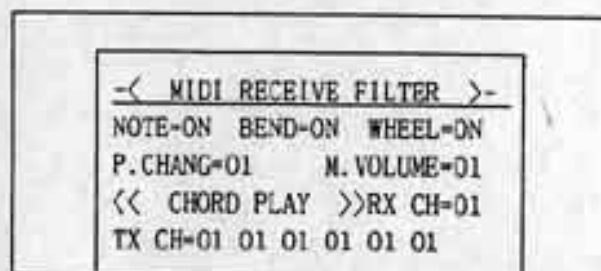 -< MIDI RECEIVE FILTER >-
NOTE=ON BEND=ON WHEEL=ON
P.CHANG=01 M.VOLUME=01
<< CHORD PLAY >>RX CH=01
TX CH=01 01 01 01 01 01